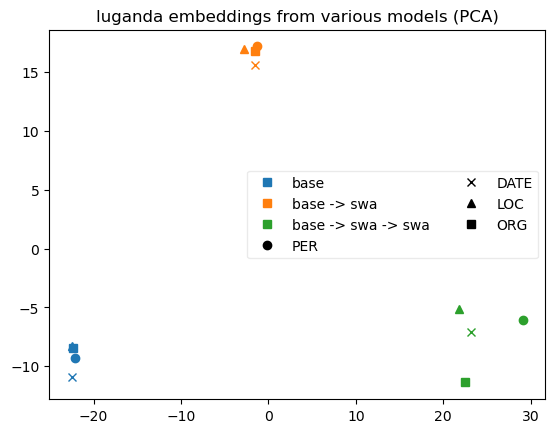 luganda embeddings from various models (PCA)
15
10
5
0
−5
−10
base
base -> swa
base -> swa -> swa
PER
DATE
LOC
ORG
−20
−10
0
10
20
30